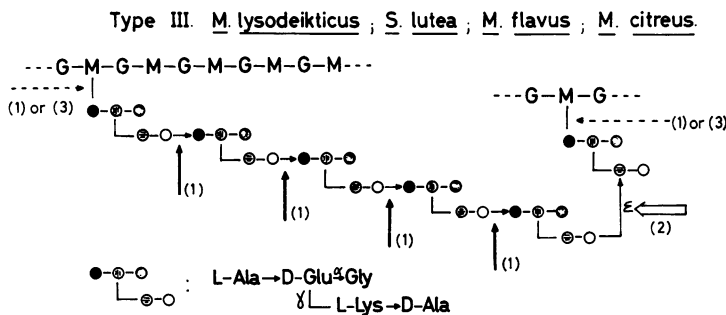 Type III. M. lysodeikticus ; S. lutea ; M. flavus ; M. citreus.
---G-M-G-M-G-M-G-M-G-M---
---G-M-G---
(1) or (3)
(1) or (3)
(1)
(1)
(1)
(1)
ε
(2)
: L-Ala→D-Glu α→Gly
γ
L-Lys→D-Ala